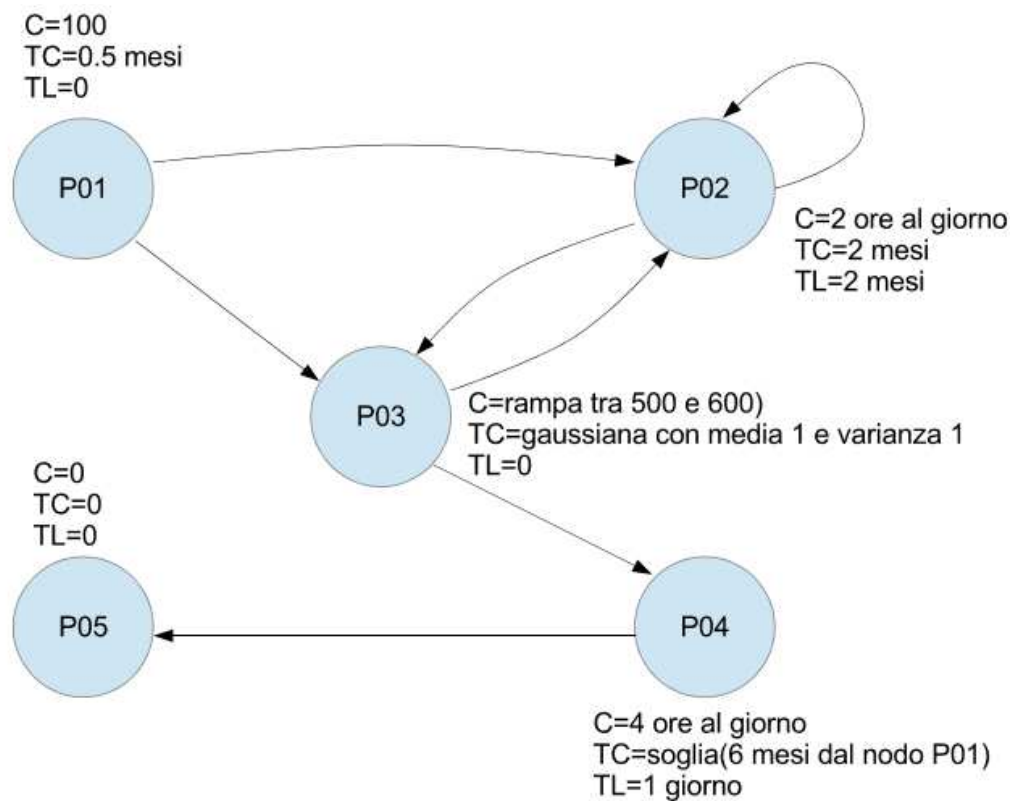 C=100
TC=0.5 mesi
TL=0
P01
P02
C=2 ore al giorno
TC=2 mesi
TL=2 mesi
P03
C=rampa tra 500 e 600)
TC=gaussiana con media 1 e varianza 1
TL=0
C=0
TC=0
TL=0
P05
P04
C=4 ore al giorno
TC=soglia(6 mesi dal nodo P01)
TL=1 giorno